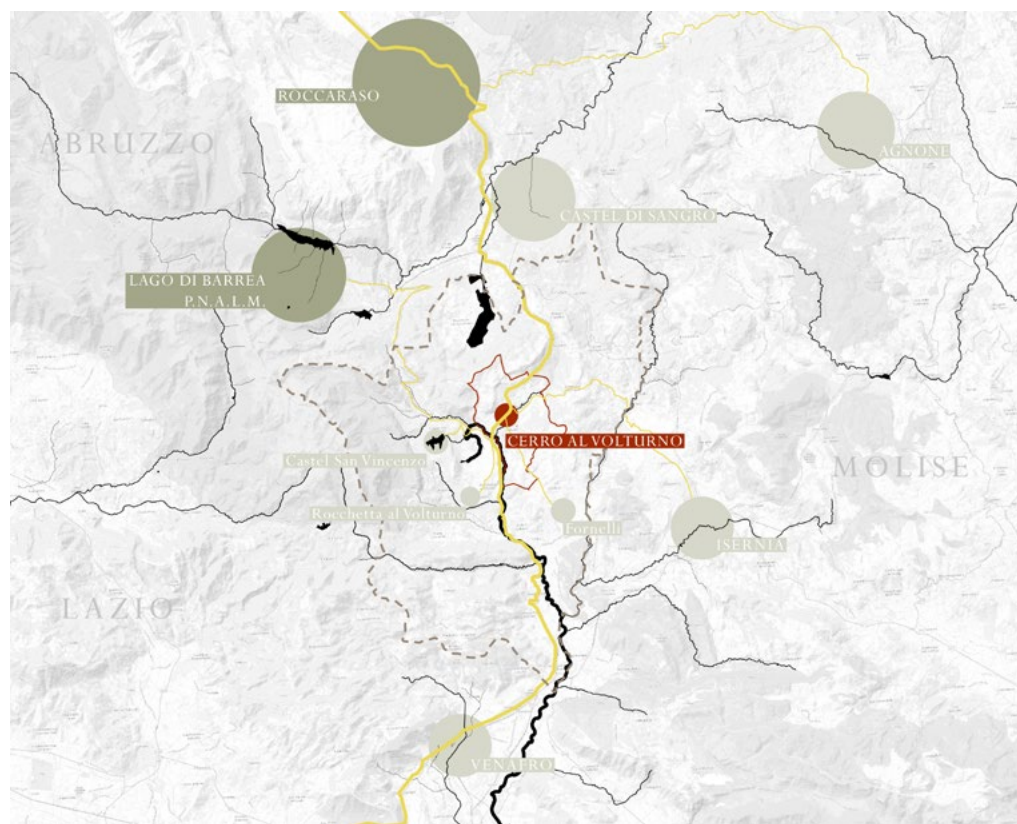 ROCCARASO
ABRUZZO
AGNONE
CASTEL DI SANGRO
LAGO DI BARREA
P.N.A.L.M.
CERRO AL VOLTURNO
Castel San Vincenzo
MOLISE
Rocchetta al Volturno
Fornelli
ISERNIA
LAZIO
VENAFRO